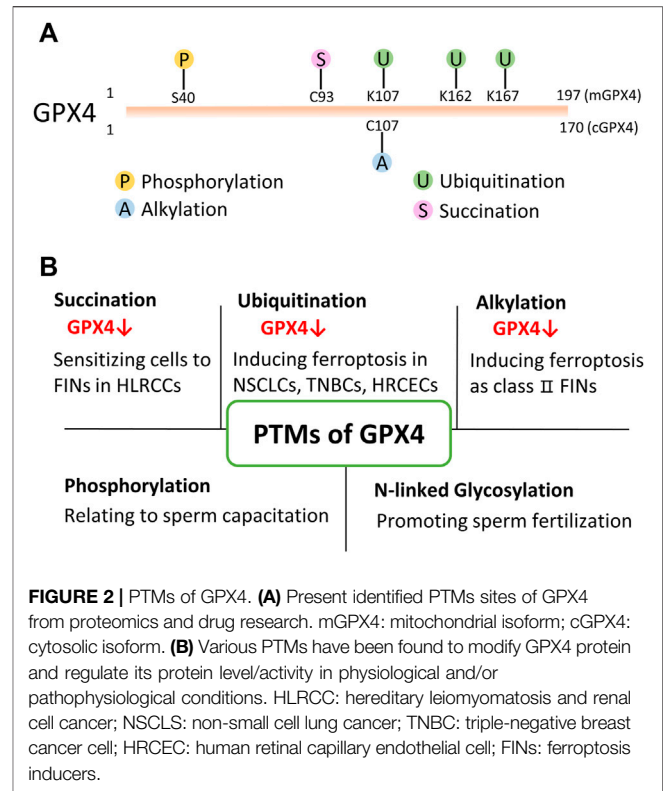 A
P S U U U
1 S40 C93 K107 K162 K167 197 (mGPX4)
GPX4
1 C107 170 (cGPX4)
A
P Phosphorylation U Ubiquitination
A Alkylation S Succination
B
Succination Ubiquitination Alkylation
GPX4↓ GPX4↓ GPX4↓
Sensitizing cells to Inducing ferroptosis in Inducing ferroptosis
FINs in HLRCCs NSCLCs, TNBCs, HRCECs as class II FINs
PTMs of GPX4
Phosphorylation N-linked Glycosylation
Relating to sperm capacitation Promoting sperm fertilization
FIGURE 2 | PTMs of GPX4. (A) Present identified PTMs sites of GPX4
from proteomics and drug research. mGPX4: mitochondrial isoform; cGPX4:
cytosolic isoform. (B) Various PTMs have been found to modify GPX4 protein
and regulate its protein level/activity in physiological and/or
pathophysiological conditions. HLRCC: hereditary leiomyomatosis and renal
cell cancer; NSCLS: non-small cell lung cancer; TNBC: triple-negative breast
cancer cell; HRCEC: human retinal capillary endothelial cell; FINs: ferroptosis
inducers.